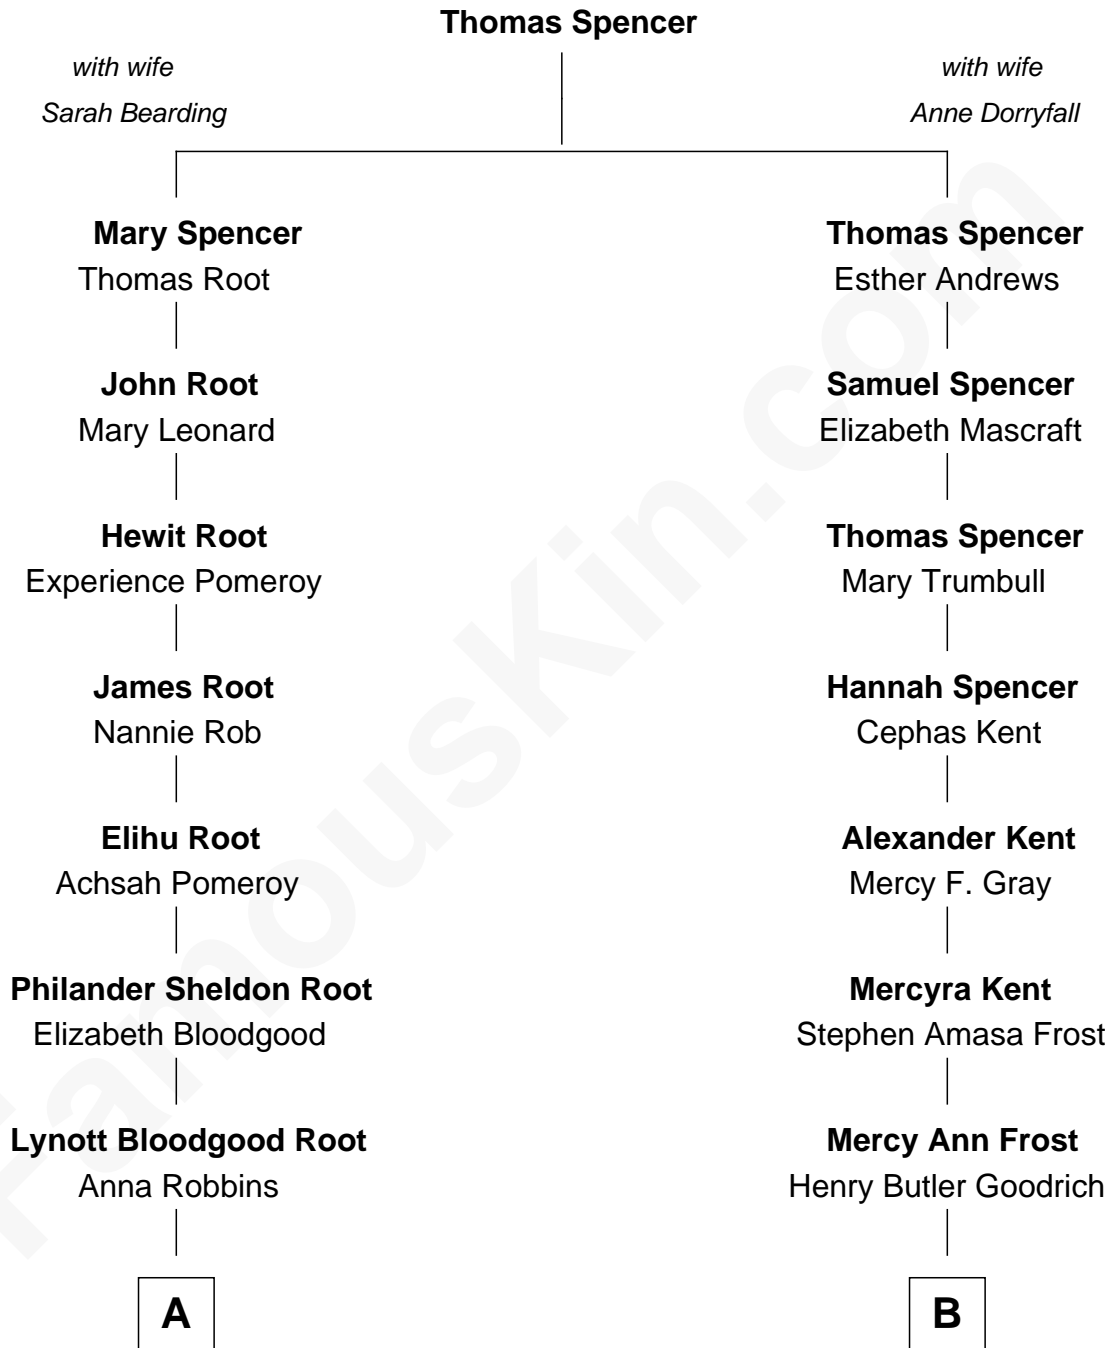 Thomas Spencer
with wife
Sarah Bearding
with wife
Anne Dorryfall
Mary Spencer
Thomas Root
John Root
Mary Leonard
Hewit Root
Experience Pomeroy
James Root
Nannie Rob
Elihu Root
Achsah Pomeroy
Philander Sheldon Root
Elizabeth Bloodgood
Lynott Bloodgood Root
Anna Robbins
A
Thomas Spencer
Esther Andrews
Samuel Spencer
Elizabeth Mascraft
Thomas Spencer
Mary Trumbull
Hannah Spencer
Cephas Kent
Alexander Kent
Mercy F. Gray
Mercyra Kent
Stephen Amasa Frost
Mercy Ann Frost
Henry Butler Goodrich
B
FamousKin.com